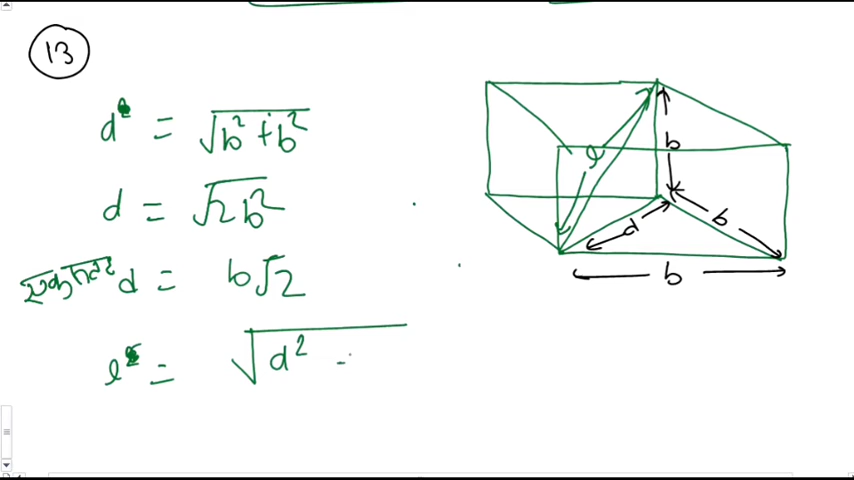 13
d = √b² + b²
d = √2b²
d = b√2
l = √d² -
l
b
d
b
b